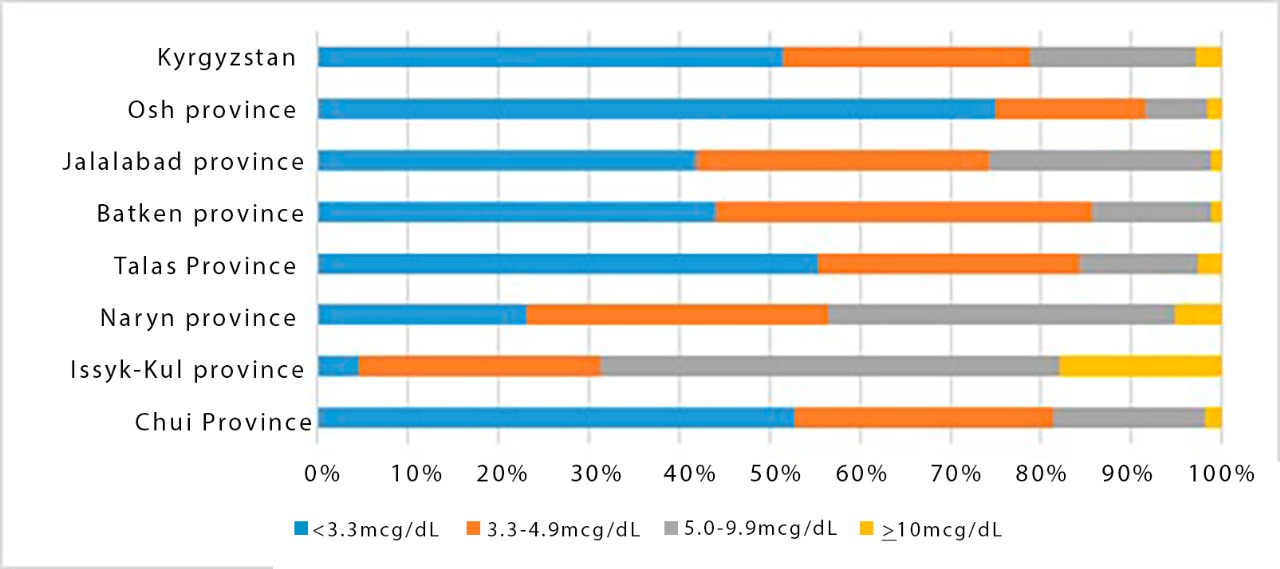 Kyrgyzstan
Osh province
Jalalabad province
Batken province
Talas Province
Naryn province
Issyk-Kul province
Chui Province
0% 10% 20% 30% 40% 50% 60% 70% 80% 90% 100%
<3.3mcg/dL 3.3-4.9mcg/dL 5.0-9.9mcg/dL ≥10mcg/dL